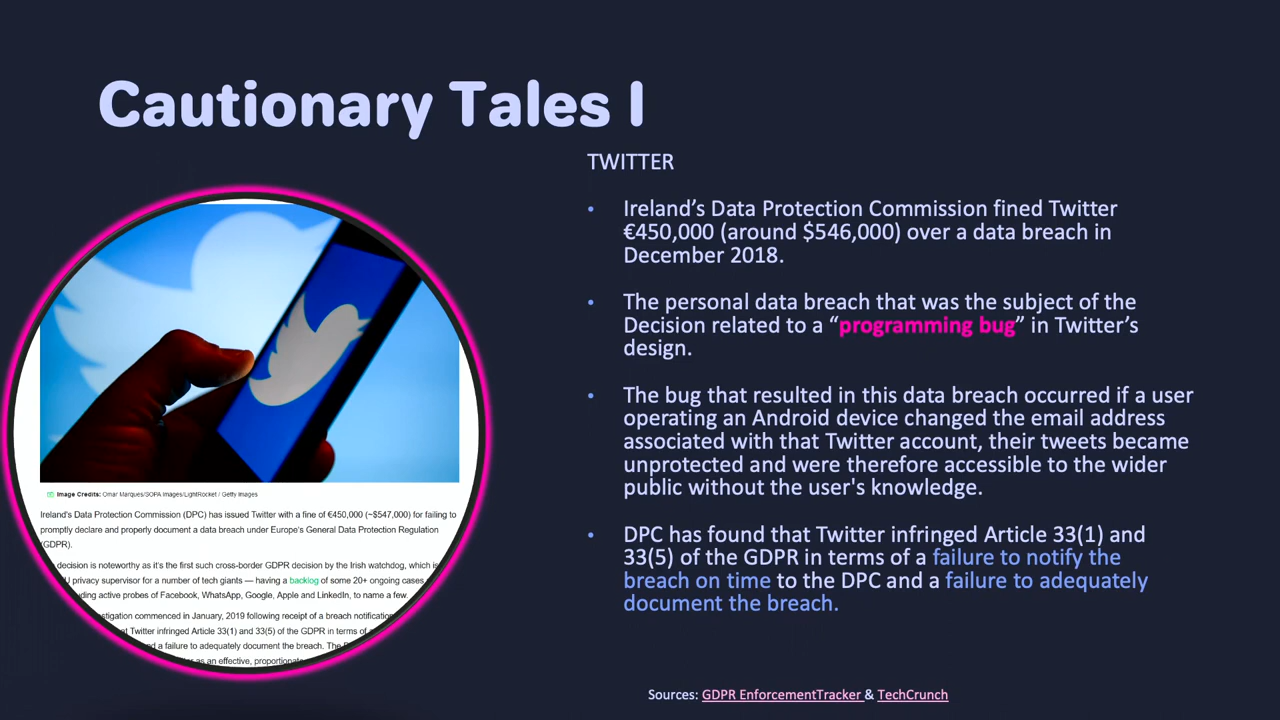 Cautionary Tales I
TWITTER
• Ireland’s Data Protection Commission fined Twitter
€450,000 (around $546,000) over a data breach in
December 2018.
• The personal data breach that was the subject of the
Decision related to a “programming bug” in Twitter’s
design.
• The bug that resulted in this data breach occurred if a user
operating an Android device changed the email address
associated with that Twitter account, their tweets became
unprotected and were therefore accessible to the wider
public without the user's knowledge.
• DPC has found that Twitter infringed Article 33(1) and
33(5) of the GDPR in terms of a failure to notify the
breach on time to the DPC and a failure to adequately
document the breach.
Image Credits: Omar Marques/SOPA Images/LightRocket / Getty Images
Ireland's Data Protection Commission (DPC) has issued Twitter with a fine of €450,000 (~$547,000) for failing to
promptly declare and properly document a data breach under Europe's General Data Protection Regulation
(GDPR).
decision is noteworthy as it's the first such cross-border GDPR decision by the Irish watchdog, which is
privacy supervisor for a number of tech giants — having a backlog of some 20+ ongoing cases
active probes of Facebook, WhatsApp, Google, Apple and LinkedIn, to name a few.
commenced in January, 2019 following receipt of a breach
Twitter infringed Article 33(1) and 33(5) of the GDPR in terms of
and a failure to adequately document the breach. The
as an effective,
Sources: GDPR EnforcementTracker & TechCrunch